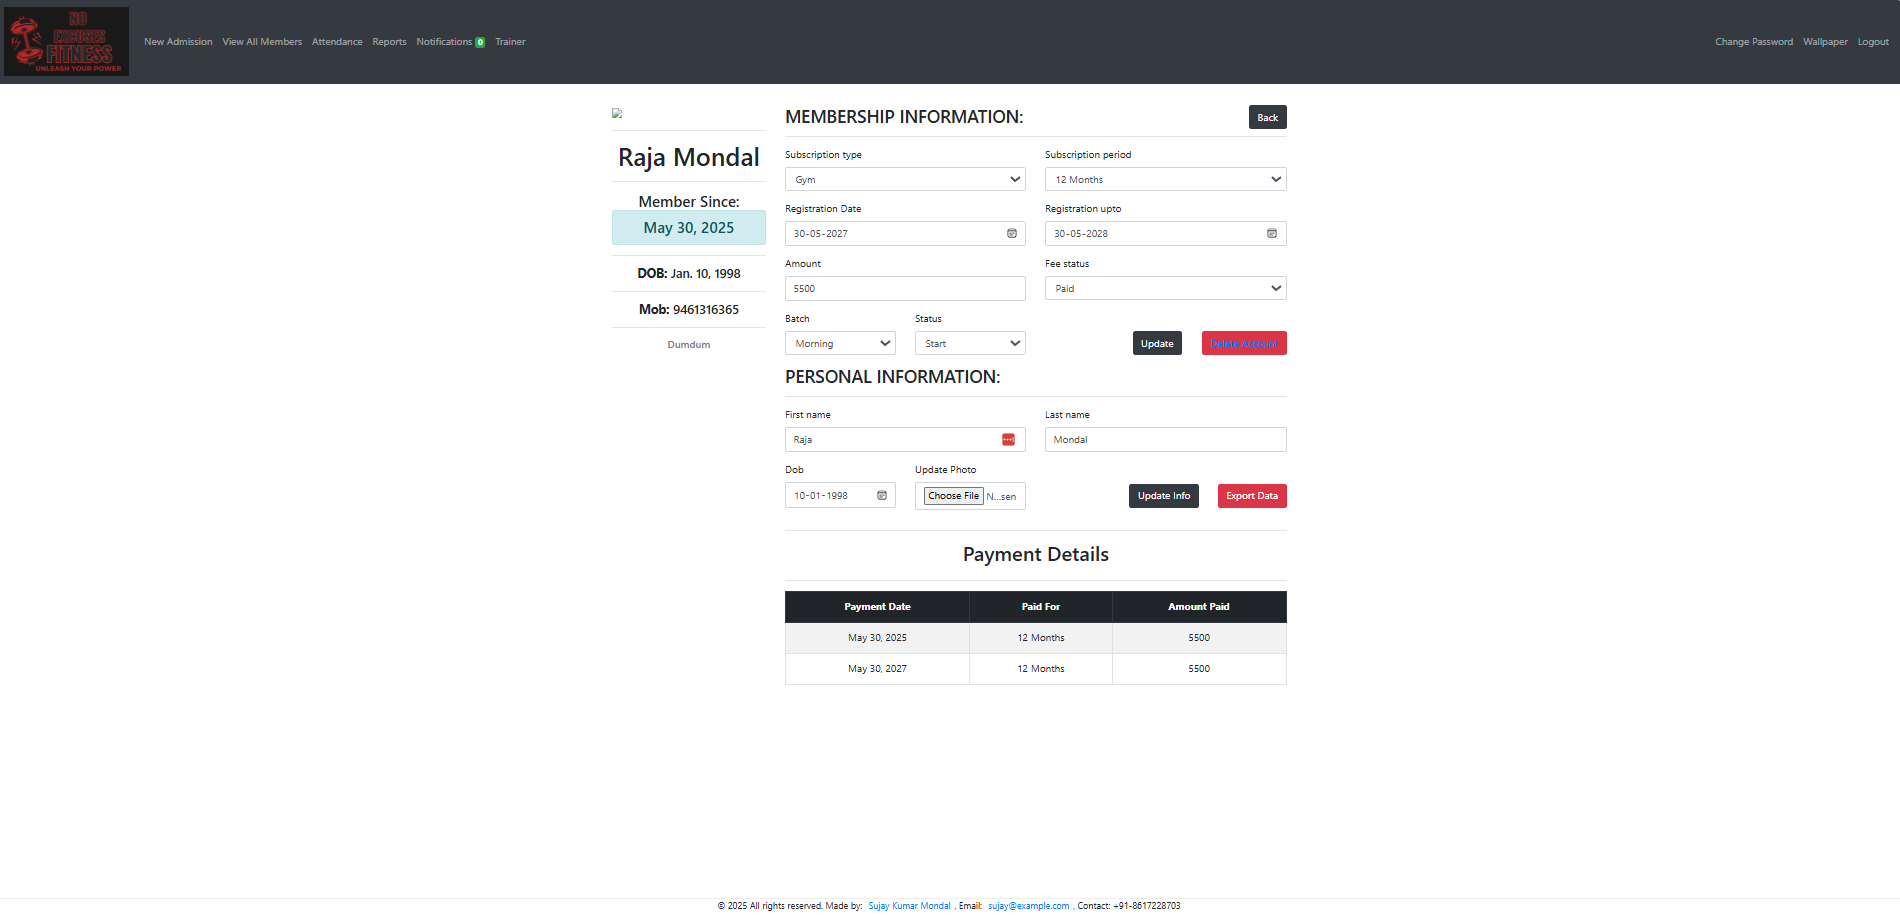 NO
EXCUSES
FITNESS
UNLEASH YOUR POWER
New Admission View All Members Attendance Reports Notifications 0 Trainer
Change Password Wallpaper Logout
Raja Mondal
Member Since:
May 30, 2025
DOB: Jan. 10, 1998
Mob: 9461316365
Dumdum
MEMBERSHIP INFORMATION:
Back
Subscription type Subscription period
Gym 12 Months
Registration Date Registration upto
30-05-2027 30-05-2028
Amount Fee status
5500 Paid
Batch Status
Morning Start Update Delete Account
PERSONAL INFORMATION:
First name Last name
Raja Mondal
Dob Update Photo
10-01-1998 Choose File N...sen Update Info Export Data
Payment Details
Payment Date Paid For Amount Paid
May 30, 2025 12 Months 5500
May 30, 2027 12 Months 5500
© 2025 All rights reserved. Made by: Sujay Kumar Mondal , Email: sujay@example.com , Contact: +91-8617228703